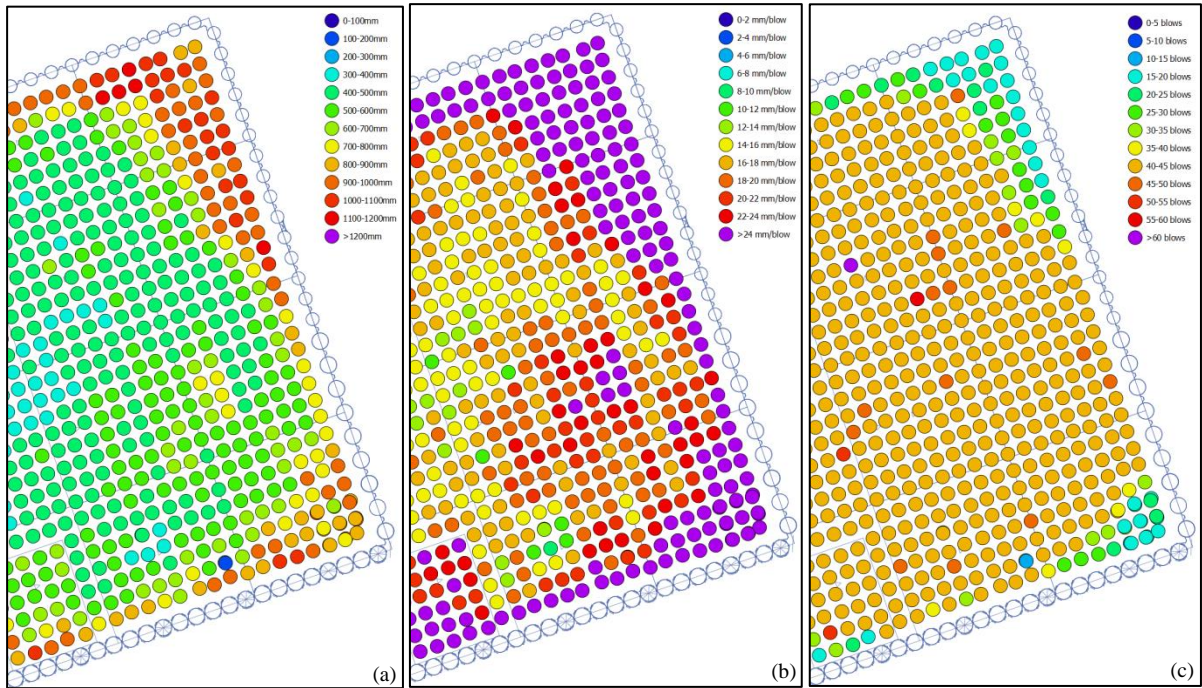 0-100mm
100-200mm
200-300mm
300-400mm
400-500mm
500-600mm
600-700mm
700-800mm
800-900mm
900-1000mm
1000-1100mm
1100-1200mm
>1200mm
(a)
0-2 mm/blow
2-4 mm/blow
4-6 mm/blow
6-8 mm/blow
8-10 mm/blow
10-12 mm/blow
12-14 mm/blow
14-16 mm/blow
16-18 mm/blow
18-20 mm/blow
20-22 mm/blow
22-24 mm/blow
>24 mm/blow
(b)
0-5 blows
5-10 blows
10-15 blows
15-20 blows
20-25 blows
25-30 blows
30-35 blows
35-40 blows
40-45 blows
45-50 blows
50-55 blows
55-60 blows
>60 blows
(c)